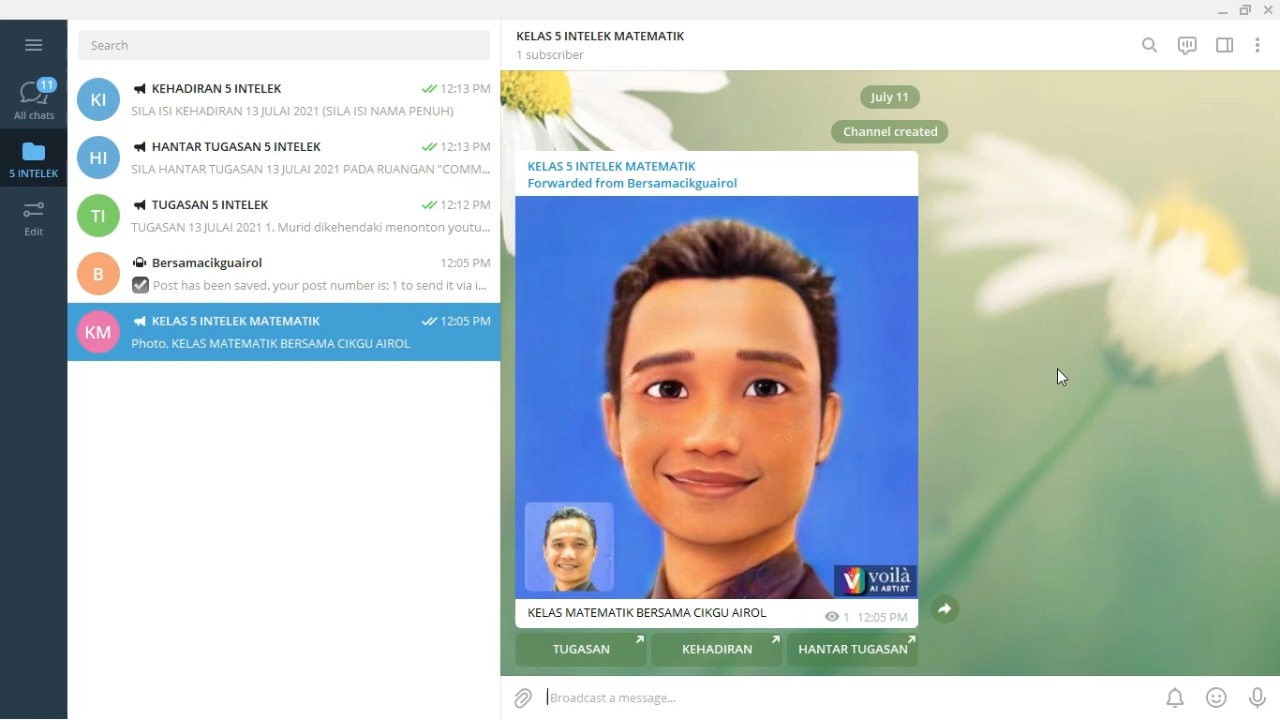 Search
11
All chats
5 INTELEK
Edit
KI
KEHADIRAN 5 INTELEK
12:13 PM
SILA ISI KEHADIRAN 13 JULAI 2021 (SILA ISI NAMA PENUH)
HI
HANTAR TUGASAN 5 INTELEK
12:13 PM
SILA HANTAR TUGASAN 13 JULAI 2021 PADA RUANGAN "COMM...
TI
TUGASAN 5 INTELEK
12:12 PM
TUGASAN 13 JULAI 2021 1. Murid dikehendaki menonton youtu...
B
Bersamacikguairol
12:05 PM
Post has been saved. your post number is: 1 to send it via i...
KM
KELAS 5 INTELEK MATEMATIK
12:05 PM
Photo, KELAS MATEMATIK BERSAMA CIKGU AIROL
KELAS 5 INTELEK MATEMATIK
1 subscriber
July 11
Channel created
KELAS 5 INTELEK MATEMATIK
Forwarded from Bersamacikguairol
voilà
AI ARTIST
KELAS MATEMATIK BERSAMA CIKGU AIROL
1 12:05 PM
TUGASAN
KEHADIRAN
HANTAR TUGASAN
Broadcast a message...